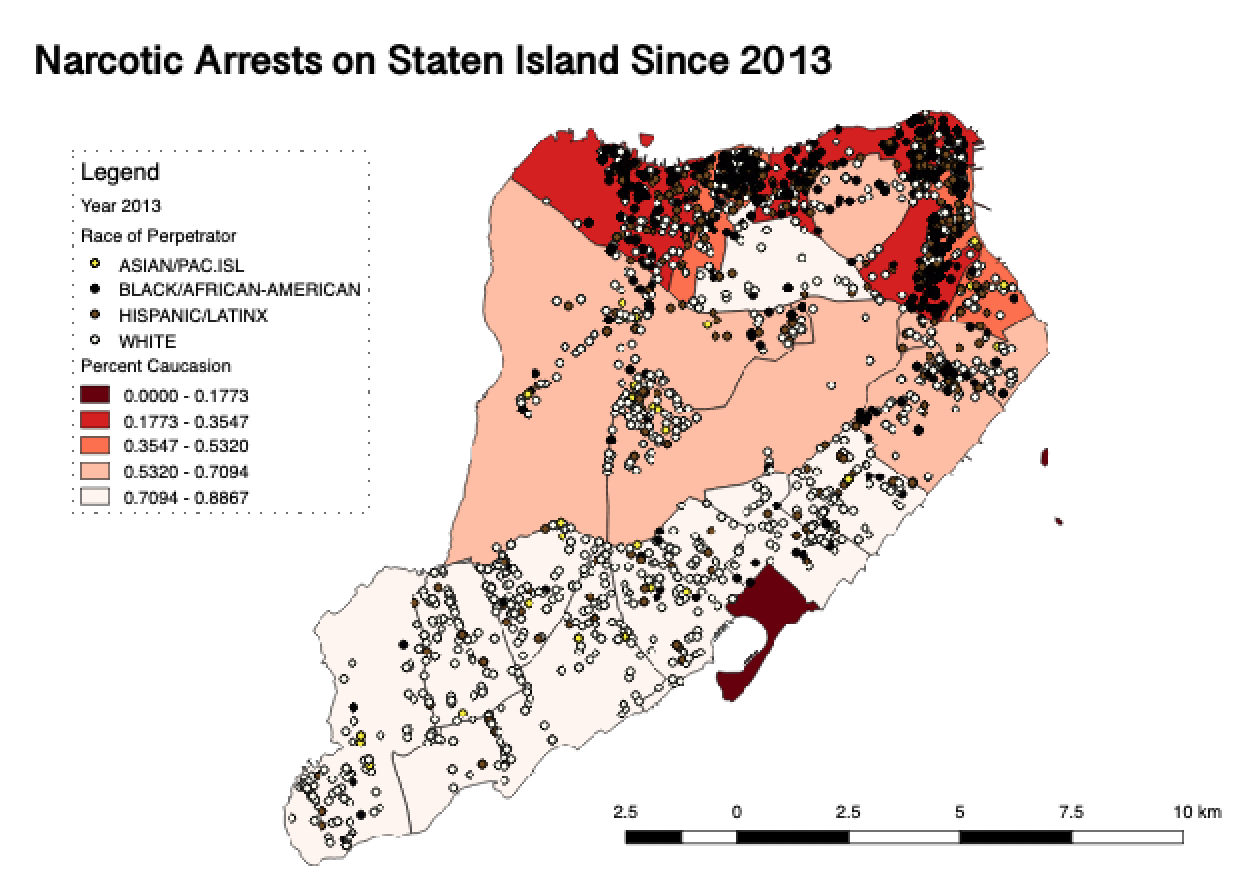 Narcotic Arrests on Staten Island Since 2013
Legend
Year 2013
Race of Perpetrator
ASIAN/PAC.ISL
BLACK/AFRICAN-AMERICAN
HISPANIC/LATINX
WHITE
Percent Caucasion
0.0000 - 0.1773
0.1773 - 0.3547
0.3547 - 0.5320
0.5320 - 0.7094
0.7094 - 0.8867
2.5 0 2.5 5 7.5 10 km